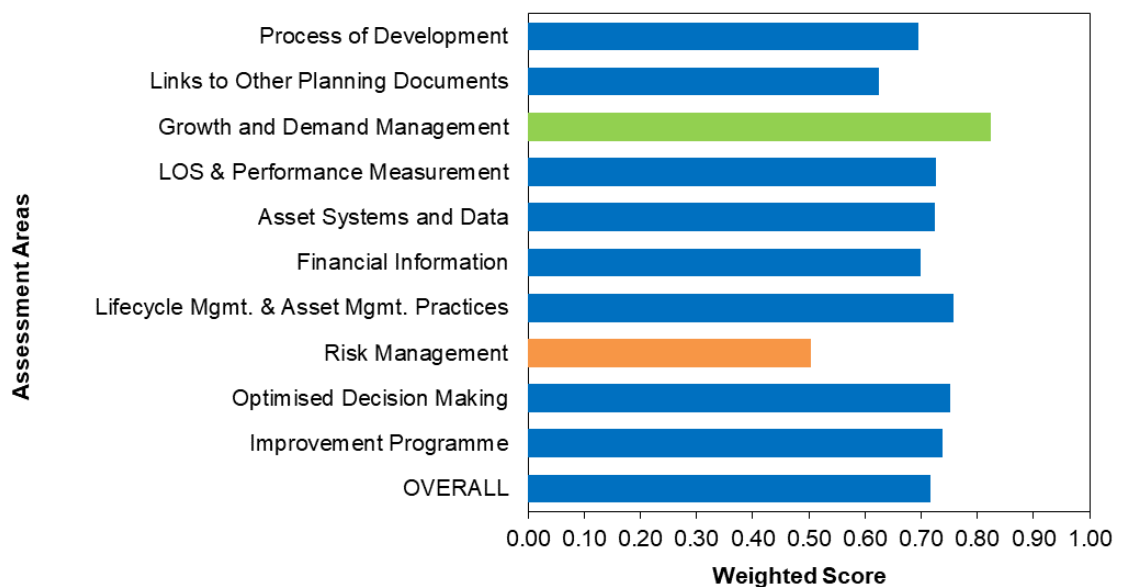 Process of Development
Links to Other Planning Documents
Growth and Demand Management
LOS & Performance Measurement
Asset Systems and Data
Financial Information
Lifecycle Mgmt. & Asset Mgmt. Practices
Risk Management
Optimised Decision Making
Improvement Programme
OVERALL
Assessment Areas
0.00 0.10 0.20 0.30 0.40 0.50 0.60 0.70 0.80 0.90 1.00
Weighted Score